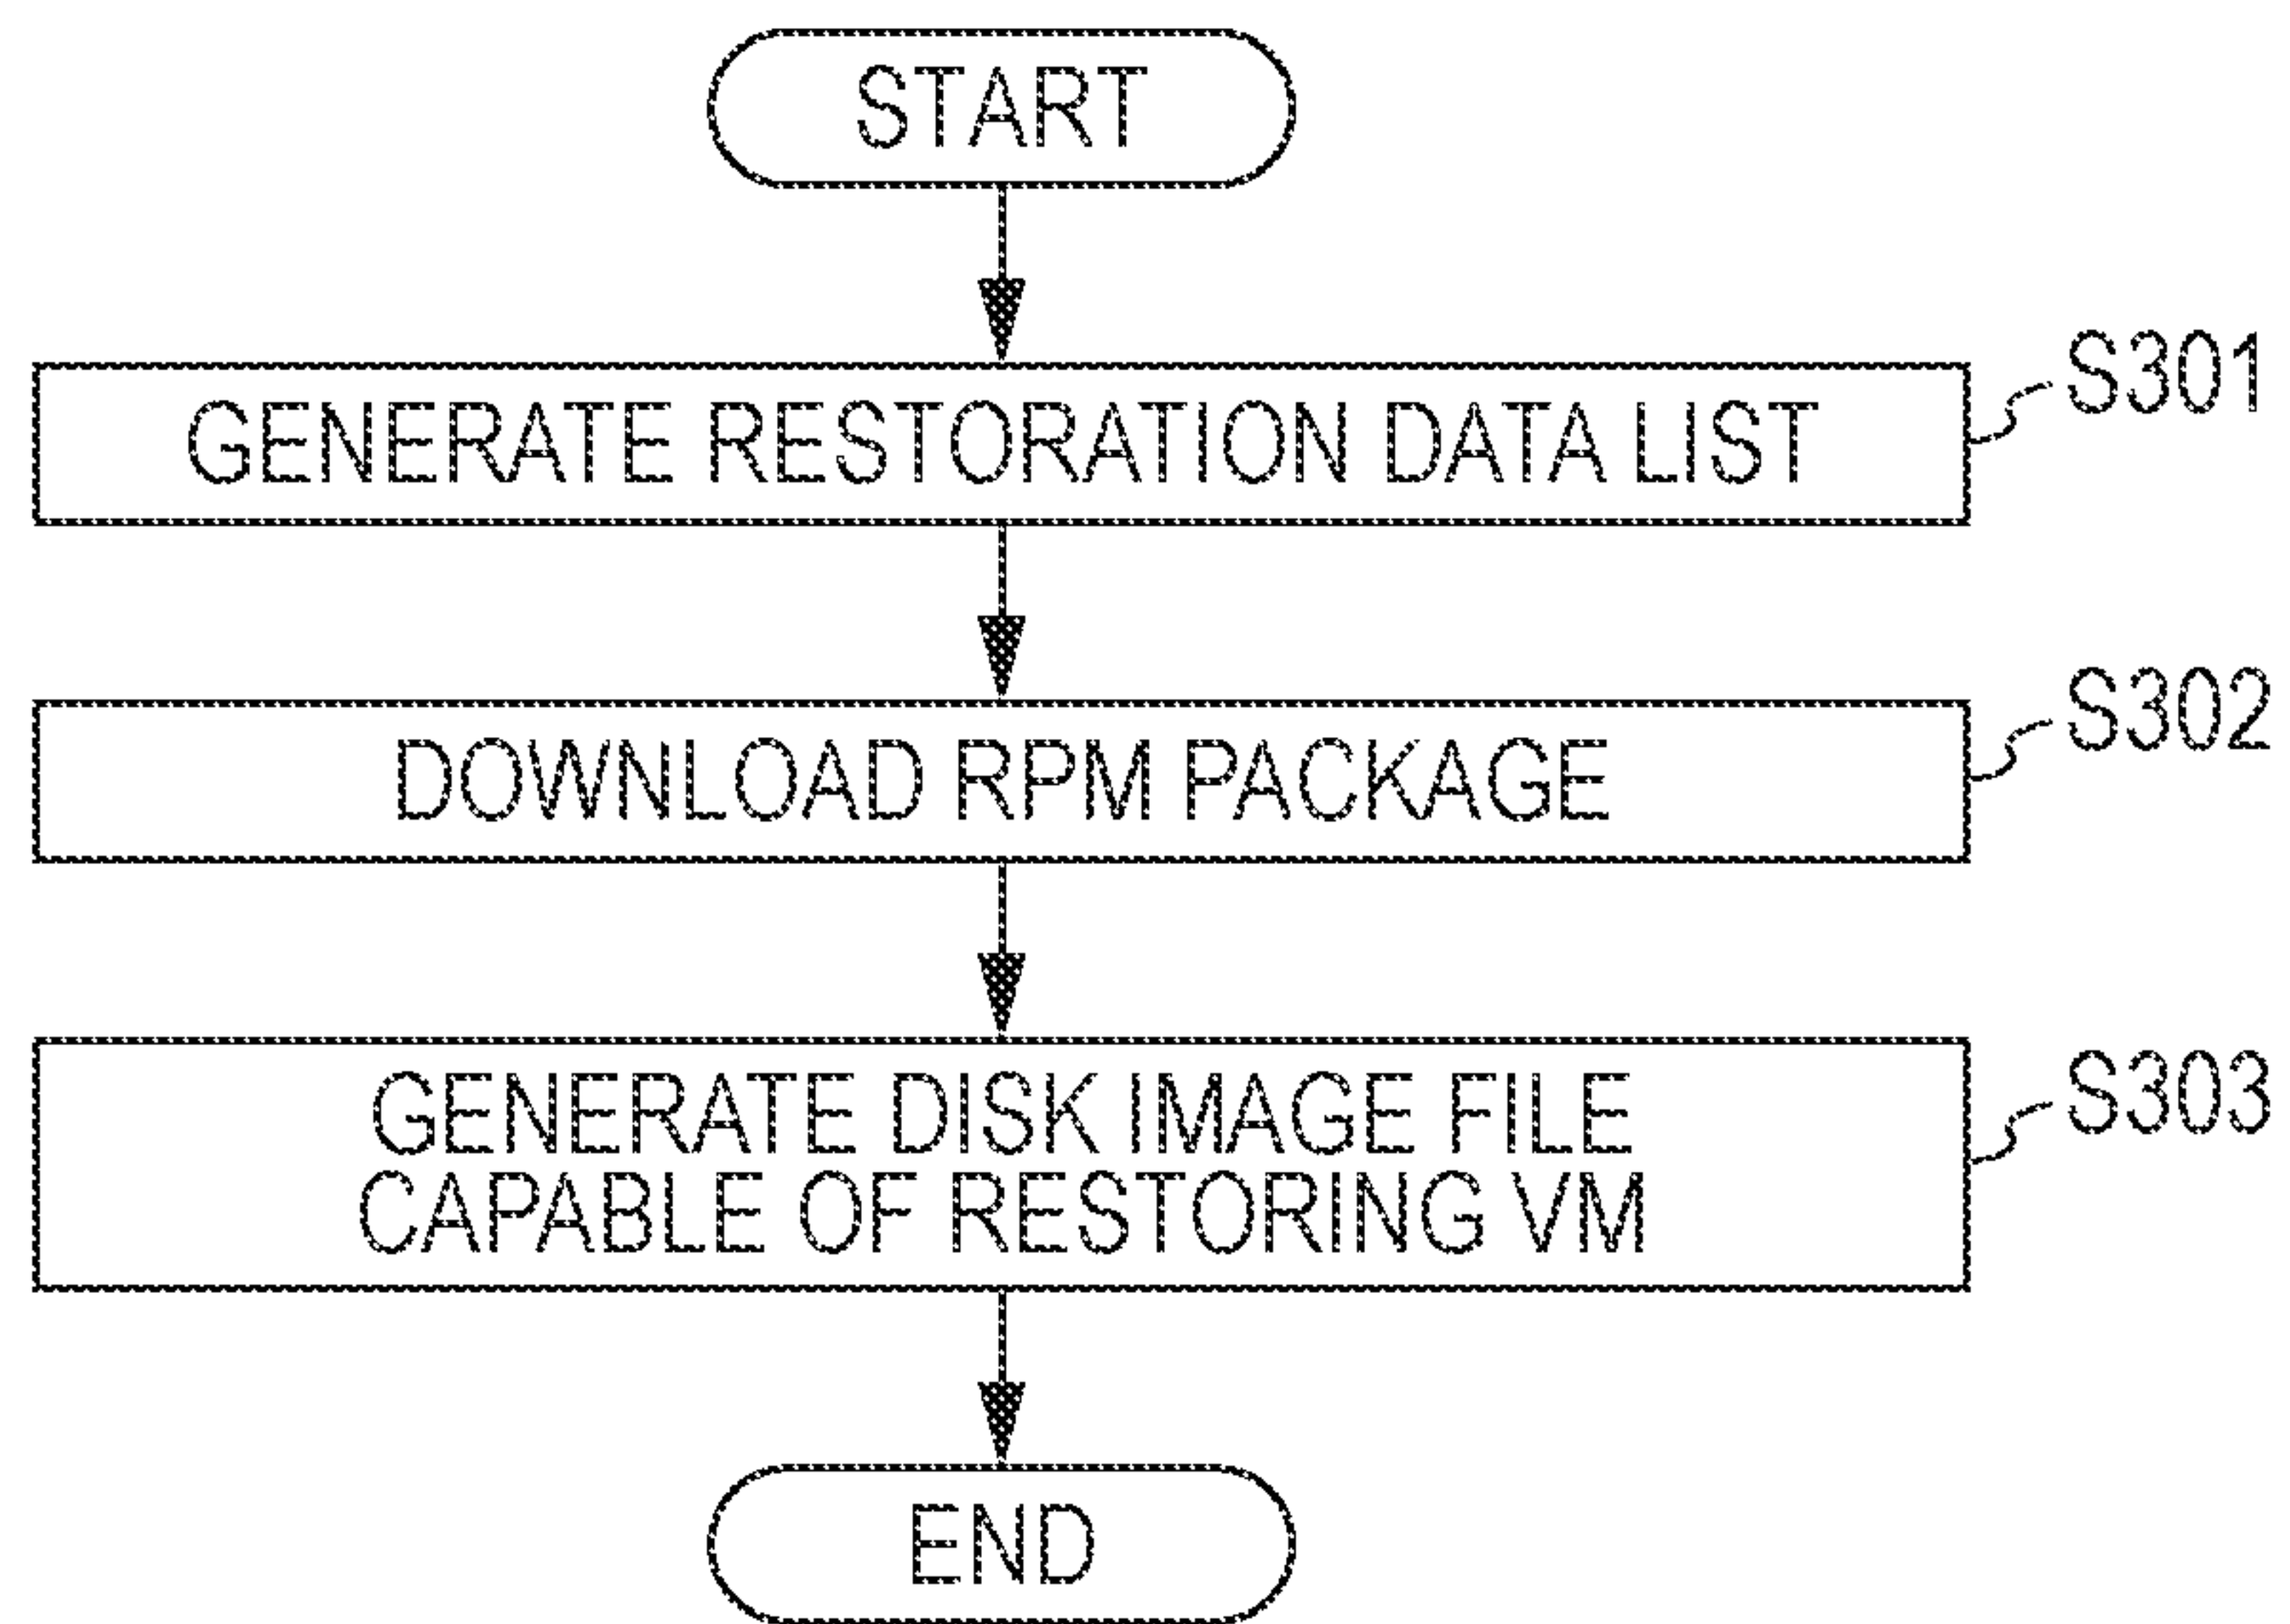 START
GENERATE RESTORATION DATA LIST
S301
DOWNLOAD RPM PACKAGE
S302
GENERATE DISK IMAGE FILE
CAPABLE OF RESTORING VM
S303
END